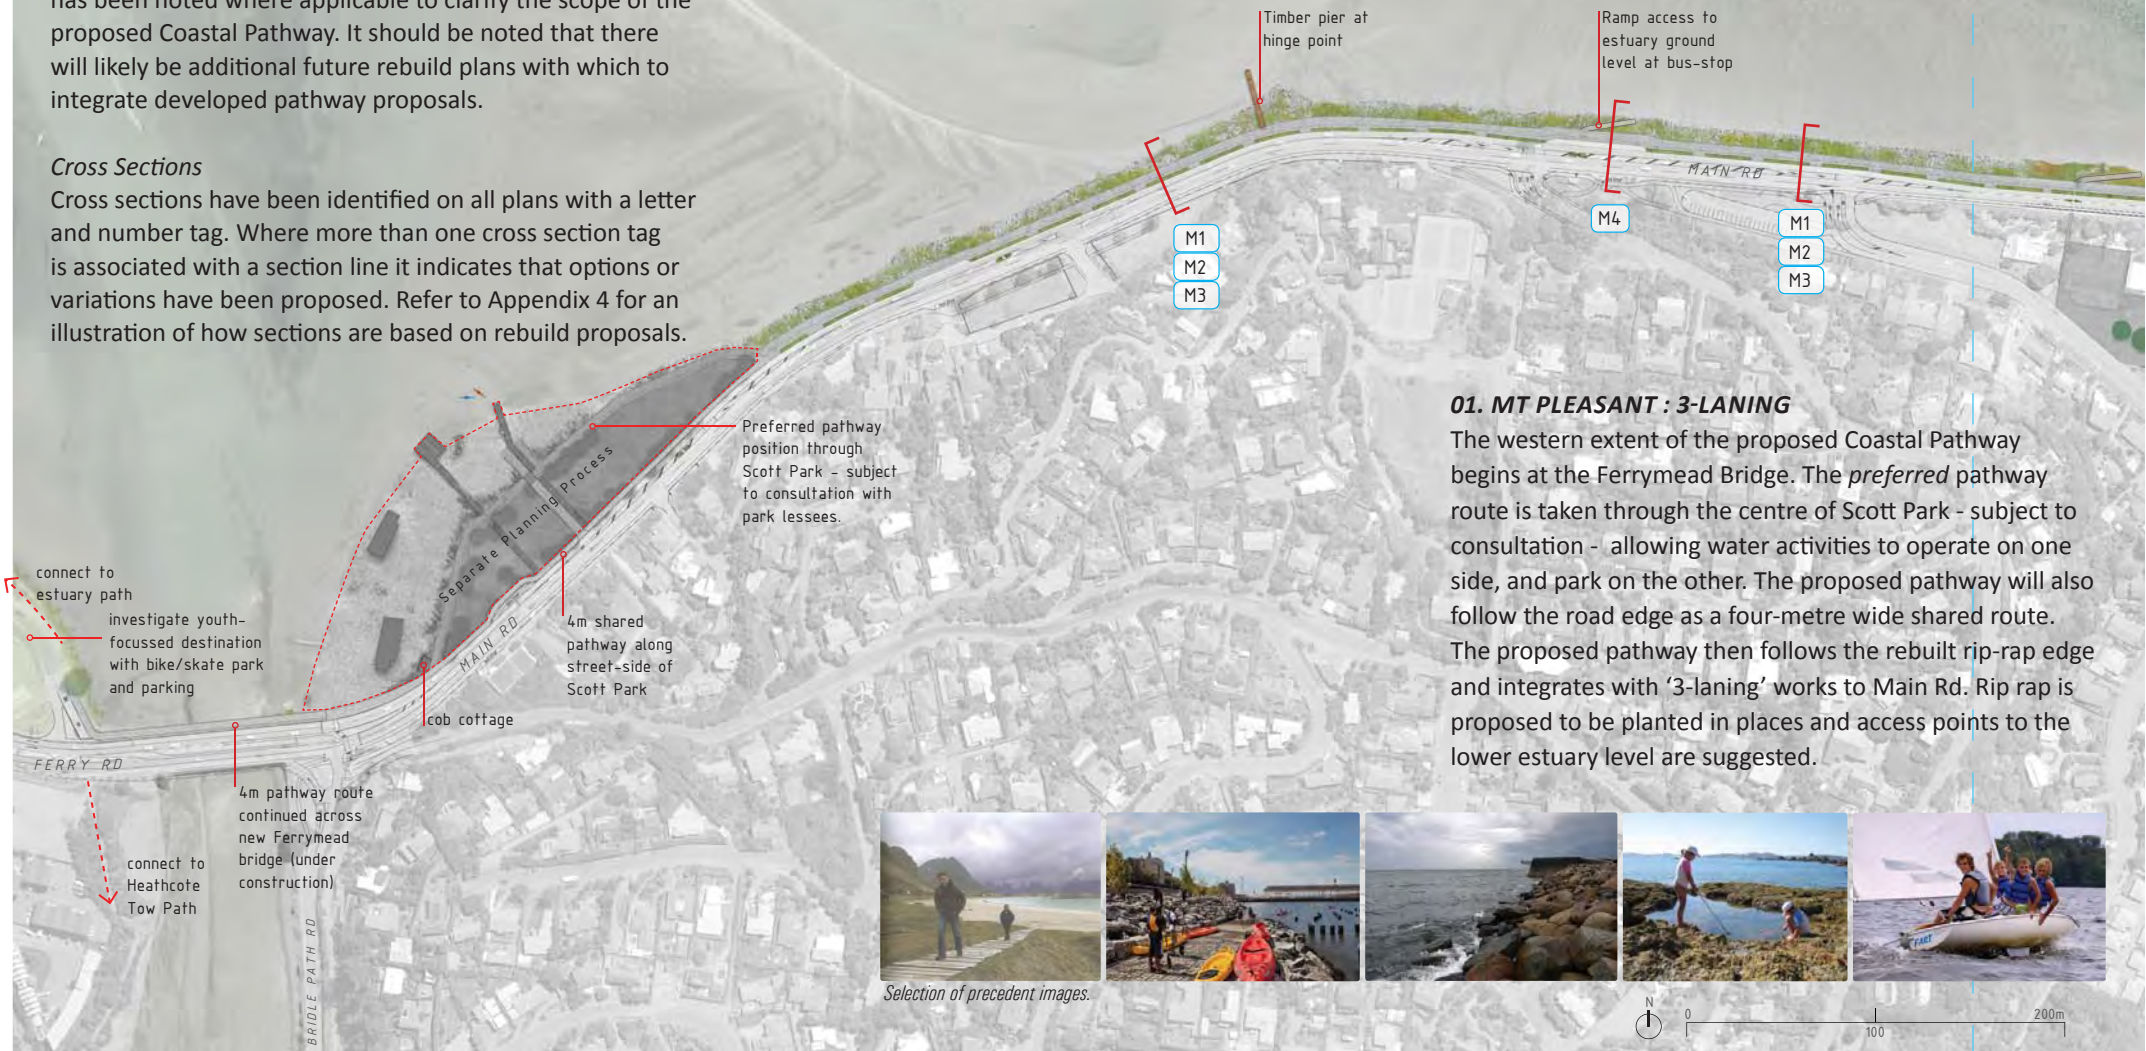 has been noted where applicable to clarify the scope of the
proposed Coastal Pathway. It should be noted that there
will likely be additional future rebuild plans with which to
integrate developed pathway proposals.
Cross Sections
Cross sections have been identified on all plans with a letter
and number tag. Where more than one cross section tag
is associated with a section line it indicates that options or
variations have been proposed. Refer to Appendix 4 for an
illustration of how sections are based on rebuild proposals.
Timber pier at
hinge point
Ramp access to
estuary ground
level at bus-stop
MAIN RD
M1
M2
M3
M4
M1
M2
M3
Preferred pathway
position through
Scott Park - subject
to consultation with
park lessees.
Separate Planning Process
MAIN RD
4m shared
pathway along
street-side of
Scott Park
cob cottage
connect to
estuary path
investigate youth-
focussed destination
with bike/skate park
and parking
FERRY RD
4m pathway route
continued across
new Ferrymead
bridge (under
construction)
connect to
Heathcote
Tow Path
BRIDLE PATH RD
01. MT PLEASANT : 3-LANING
The western extent of the proposed Coastal Pathway
begins at the Ferrymead Bridge. The preferred pathway
route is taken through the centre of Scott Park - subject to
consultation -  allowing water activities to operate on one
side, and park on the other. The proposed pathway will also
follow the road edge as a four-metre wide shared route.
The proposed pathway then follows the rebuilt rip-rap edge
and integrates with ‘3-laning’ works to Main Rd. Rip rap is
proposed to be planted in places and access points to the
lower estuary level are suggested.
FART
Selection of precedent images.
N
0
100
200m